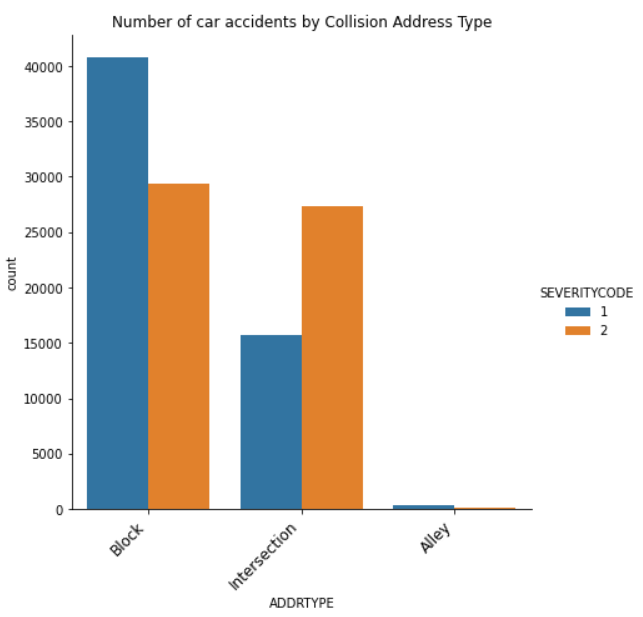 Number of car accidents by Collision Address Type
40000
35000
30000
25000
20000
15000
10000
5000
0
count
Block
Intersection
Alley
ADDRTYPE
SEVERITYCODE
1
2